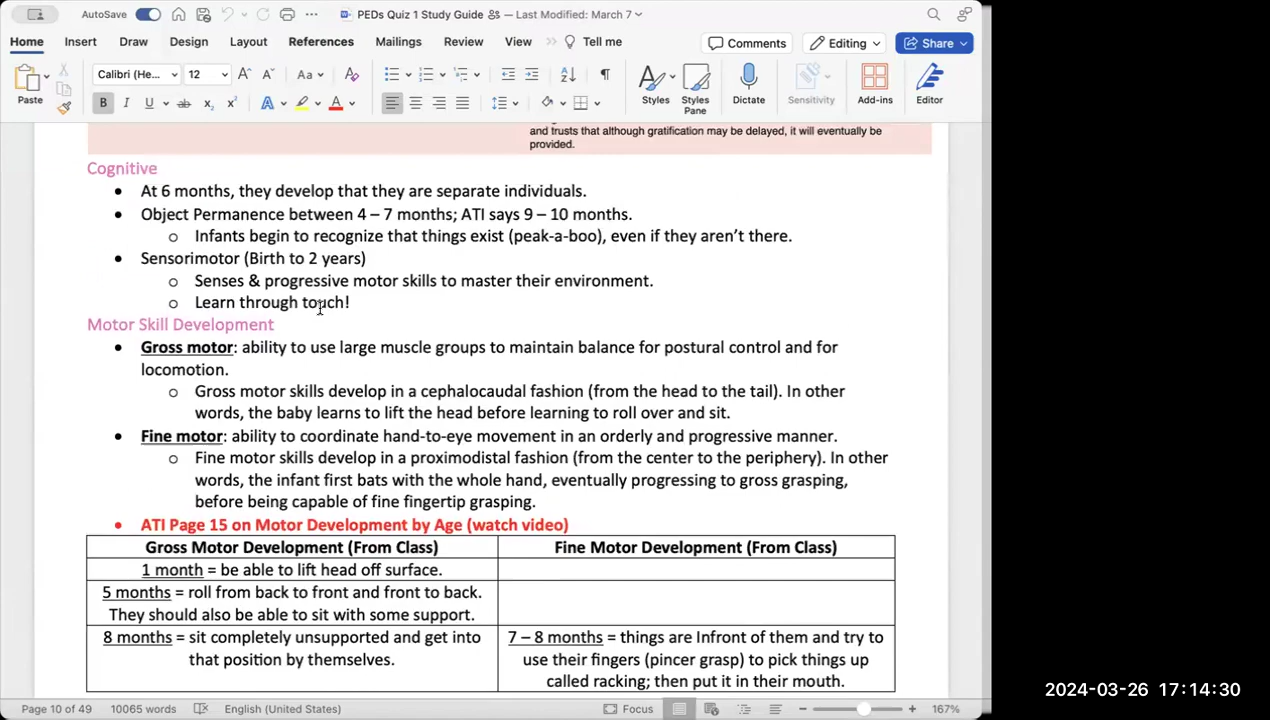 AutoSave
PEDs Quiz 1 Study Guide — Last Modified: March 7
Home Insert Draw Design Layout References Mailings Review View Tell me
Comments Editing Share
Paste
Calibri (He... 12
Styles
Styles Pane
Dictate
Sensitivity
Add-ins
Editor
and trusts that although gratification may be delayed, it will eventually be
provided.
Cognitive
• At 6 months, they develop that they are separate individuals.
• Object Permanence between 4 – 7 months; ATI says 9 – 10 months.
o Infants begin to recognize that things exist (peak-a-boo), even if they aren’t there.
• Sensorimotor (Birth to 2 years)
o Senses & progressive motor skills to master their environment.
o Learn through touch!
Motor Skill Development
• Gross motor: ability to use large muscle groups to maintain balance for postural control and for
locomotion.
o Gross motor skills develop in a cephalocaudal fashion (from the head to the tail). In other
words, the baby learns to lift the head before learning to roll over and sit.
• Fine motor: ability to coordinate hand-to-eye movement in an orderly and progressive manner.
o Fine motor skills develop in a proximodistal fashion (from the center to the periphery). In other
words, the infant first bats with the whole hand, eventually progressing to gross grasping,
before being capable of fine fingertip grasping.
• ATI Page 15 on Motor Development by Age (watch video)
Gross Motor Development (From Class)
Fine Motor Development (From Class)
1 month = be able to lift head off surface.
5 months = roll from back to front and front to back.
They should also be able to sit with some support.
8 months = sit completely unsupported and get into
that position by themselves.
7 – 8 months = things are Infront of them and try to
use their fingers (pincer grasp) to pick things up
called racking; then put it in their mouth.
Page 10 of 49 10065 words English (United States) Focus 167%
2024-03-26 17:14:30